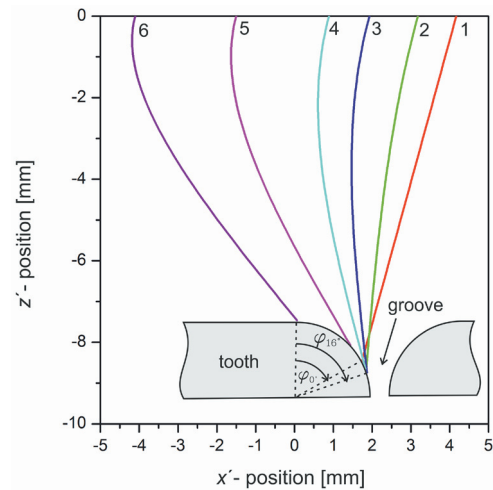 0
6
5
4
3
2
1
-2
-4
z´- position [mm]
-6
groove
-8
tooth
φ16´
φ0´
-10
-5 -4 -3 -2 -1 0 1 2 3 4 5
x´- position [mm]